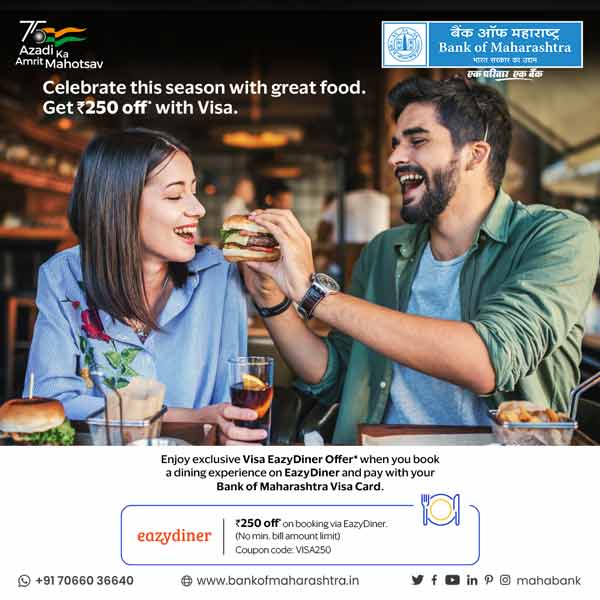 75
Azadi Ka
Amrit Mahotsav
बैंक ऑफ महाराष्ट्र
Bank of Maharashtra
भारत सरकार का उद्यम
एक परिवार एक बैंक
Celebrate this season with great food.
Get ₹250 off* with Visa.
Enjoy exclusive Visa EazyDiner Offer* when you book
a dining experience on EazyDiner and pay with your
Bank of Maharashtra Visa Card.
eazydiner
₹250 off* on booking via EazyDiner.
(No min. bill amount limit)
Coupon code: VISA250
+91 70660 36640
www.bankofmaharashtra.in
mahabank